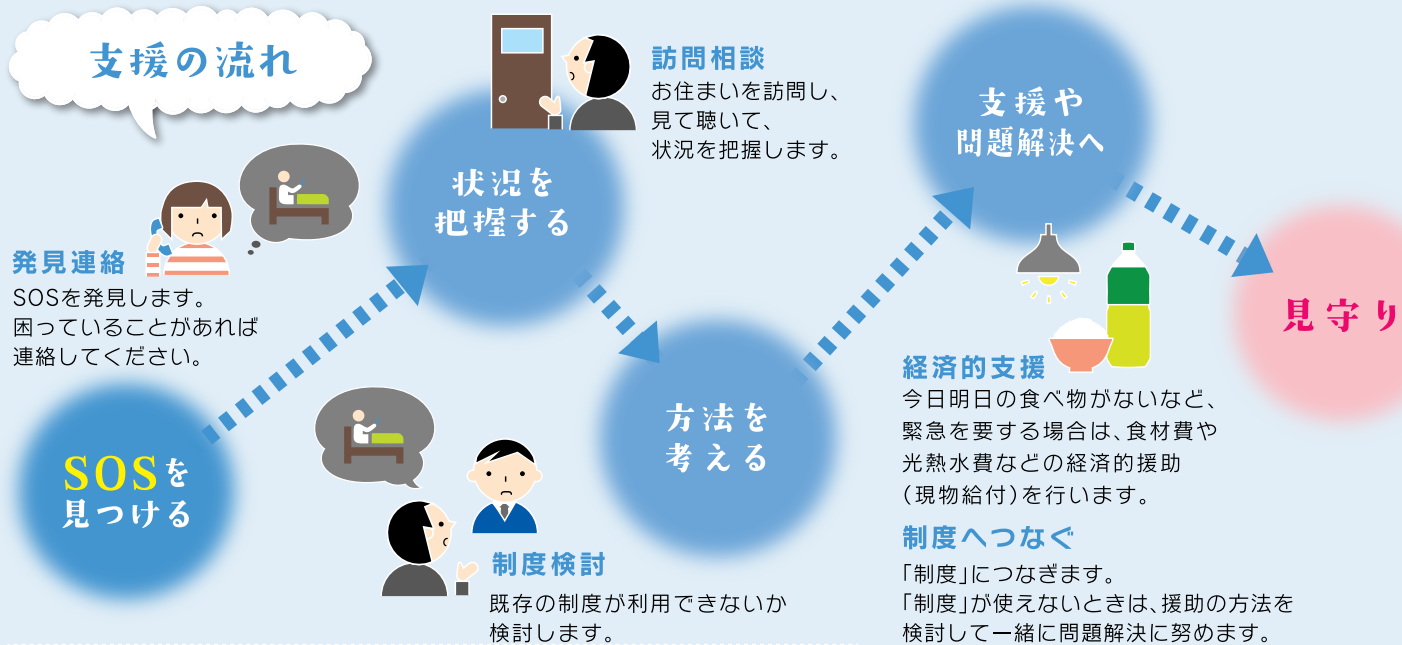 支援の流れ
発見連絡
SOSを発見します。
困っていることがあれば
連絡してください。
SOSを
見つける
状況を
把握する
訪問相談
お住まいを訪問し、
見て聴いて、
状況を把握します。
方法を
考える
制度検討
既存の制度が利用できないか
検討します。
支援や
問題解決へ
経済的支援
今日明日の食べ物がないなど、
緊急を要する場合は、食材費や
光熱水費などの経済的援助
(現物給付)を行います。
制度へつなぐ
「制度」につなぎます。
「制度」が使えないときは、援助の方法を
検討して一緒に問題解決に努めます。
見守り